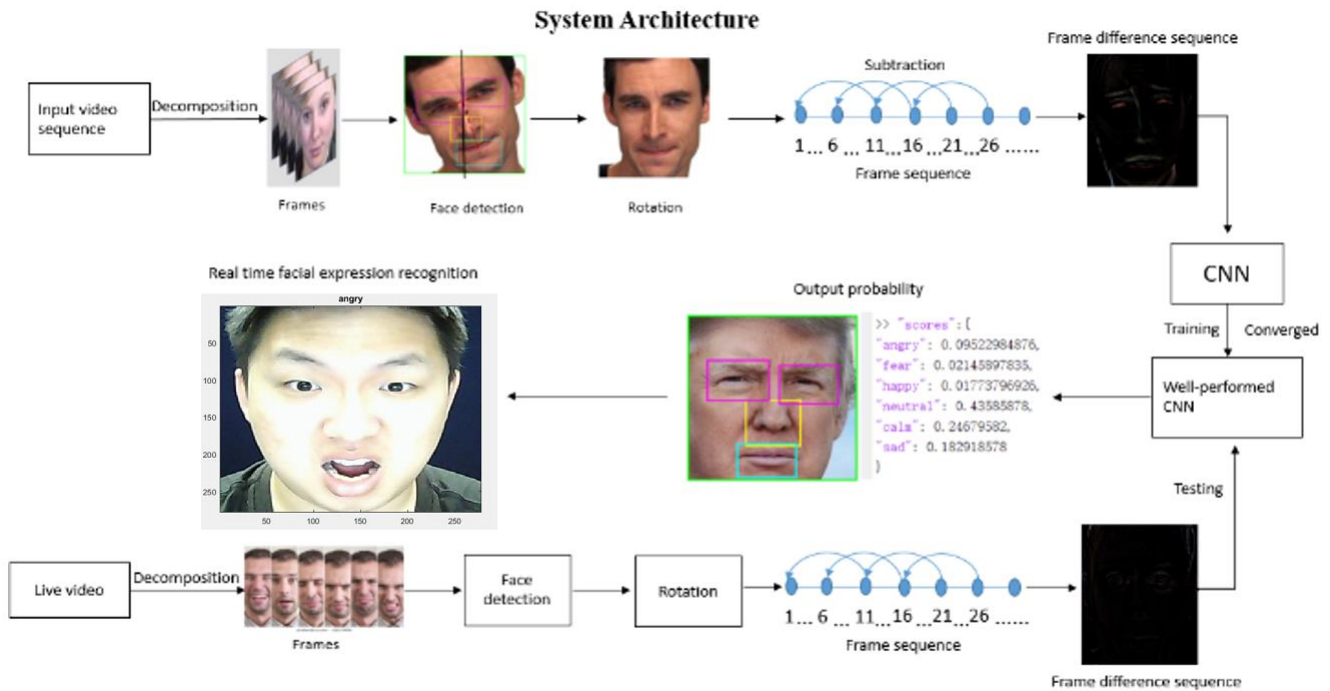 System Architecture
Input video
sequence
Decomposition
Frames
Face detection
Rotation
Subtraction
1... 6 ... 11...16 ...21...26 ......
Frame sequence
Frame difference sequence
CNN
Training
Converged
Well-performed
CNN
Output probability
>> "scores":{
"angry": 0.09522984876,
"fear": 0.02145897835,
"happy": 0.01773796926,
"neutral": 0.43585878,
"calm": 0.24679582,
"sad": 0.182918578
}
Real time facial expression recognition
angry
50
100
150
200
250
50 100 150 200 250
Live video
Decomposition
Frames
Face
detection
Rotation
1... 6 ... 11...16 ...21...26 ......
Frame sequence
Frame difference sequence
Testing